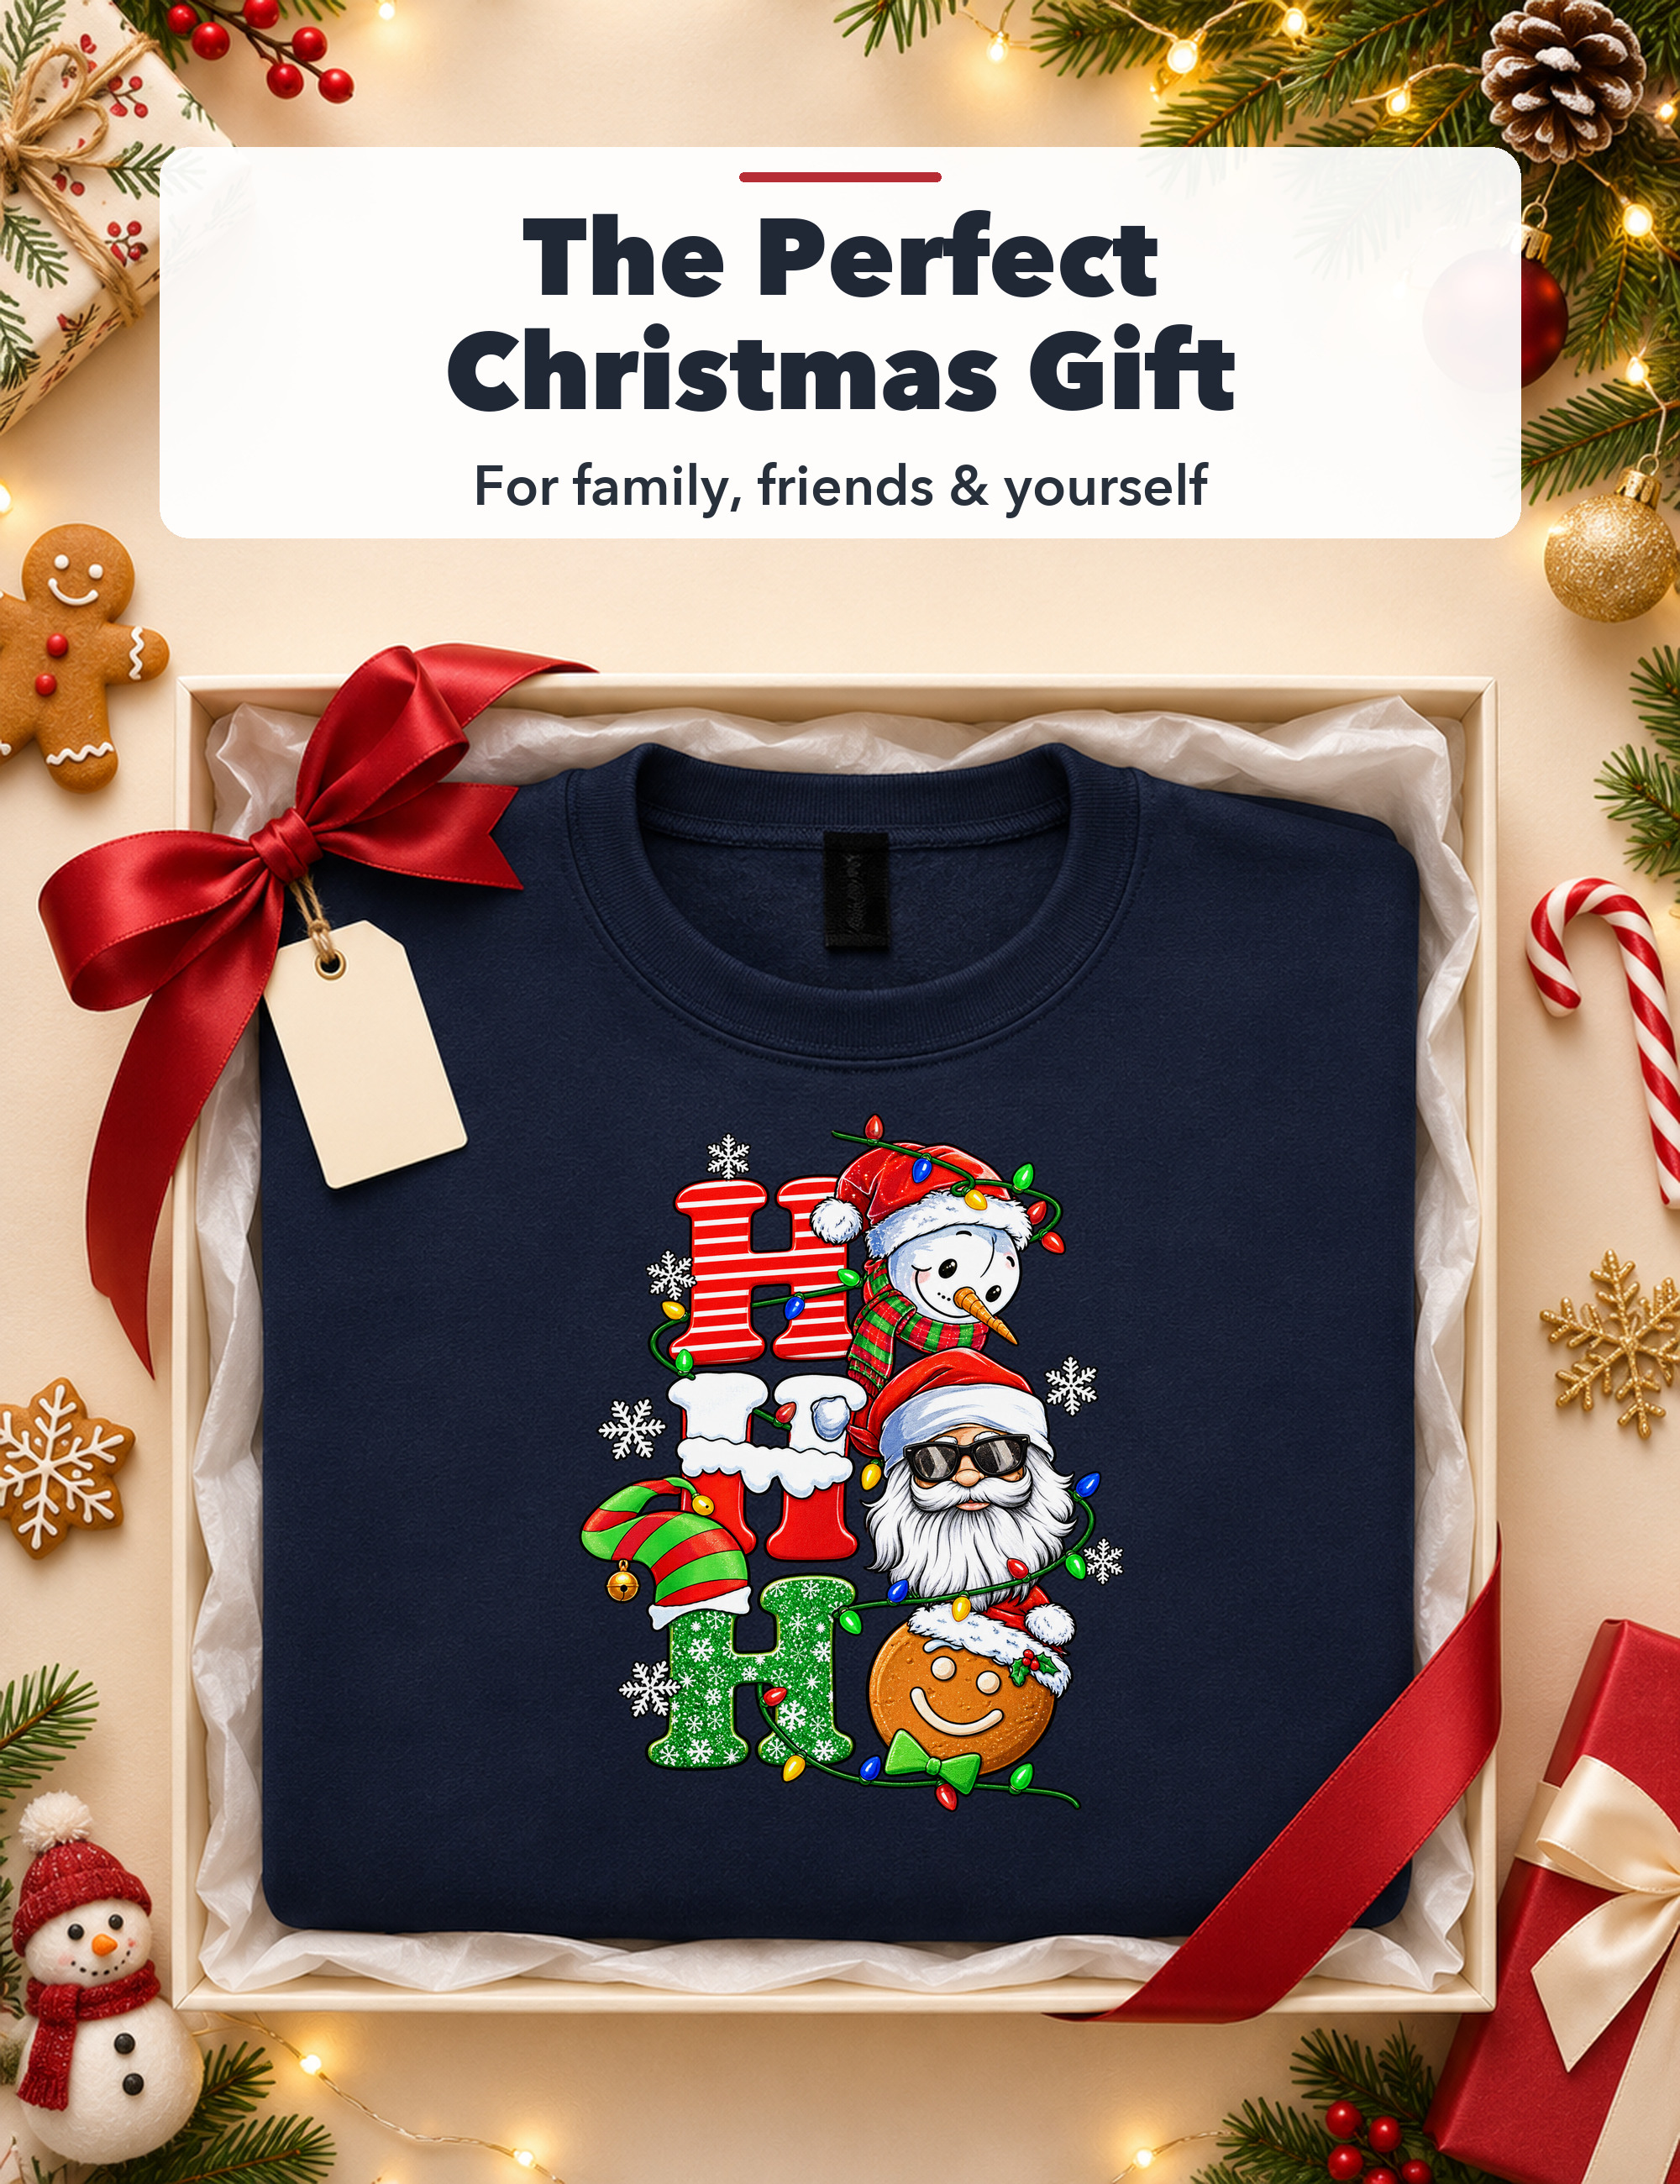 The Perfect
Christmas Gift
For family, friends & yourself
H
H
H